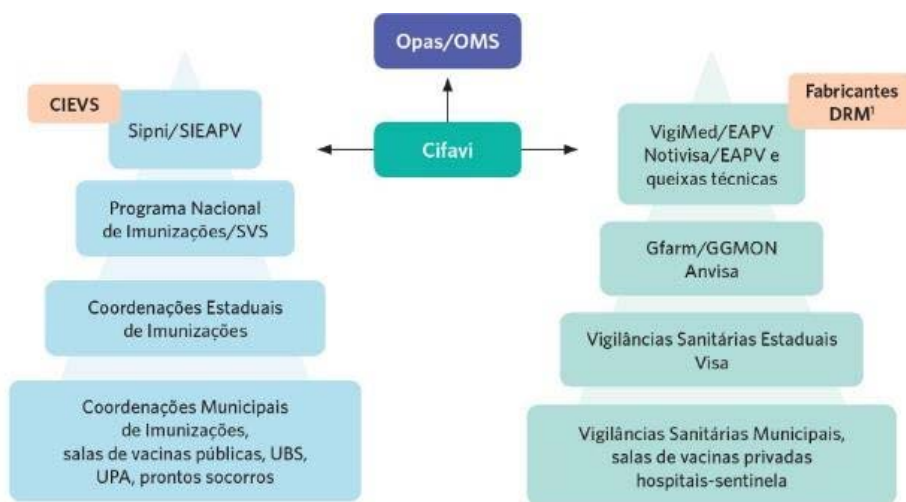 Opas/OMS
CIEVS
Sipni/SIEAPV
Cifavi
Fabricantes
DRM¹
VigiMed/EAPV
Notivisa/EAPV e
queixas técnicas
Programa Nacional
de Imunizações/SVS
Gfarm/GGMON
Anvisa
Coordenações Estaduais
de Imunizações
Vigilâncias Sanitárias Estaduais
Visa
Coordenações Municipais
de Imunizações,
salas de vacinas públicas, UBS,
UPA, prontos socorros
Vigilâncias Sanitárias Municipais,
salas de vacinas privadas
hospitais-sentinela